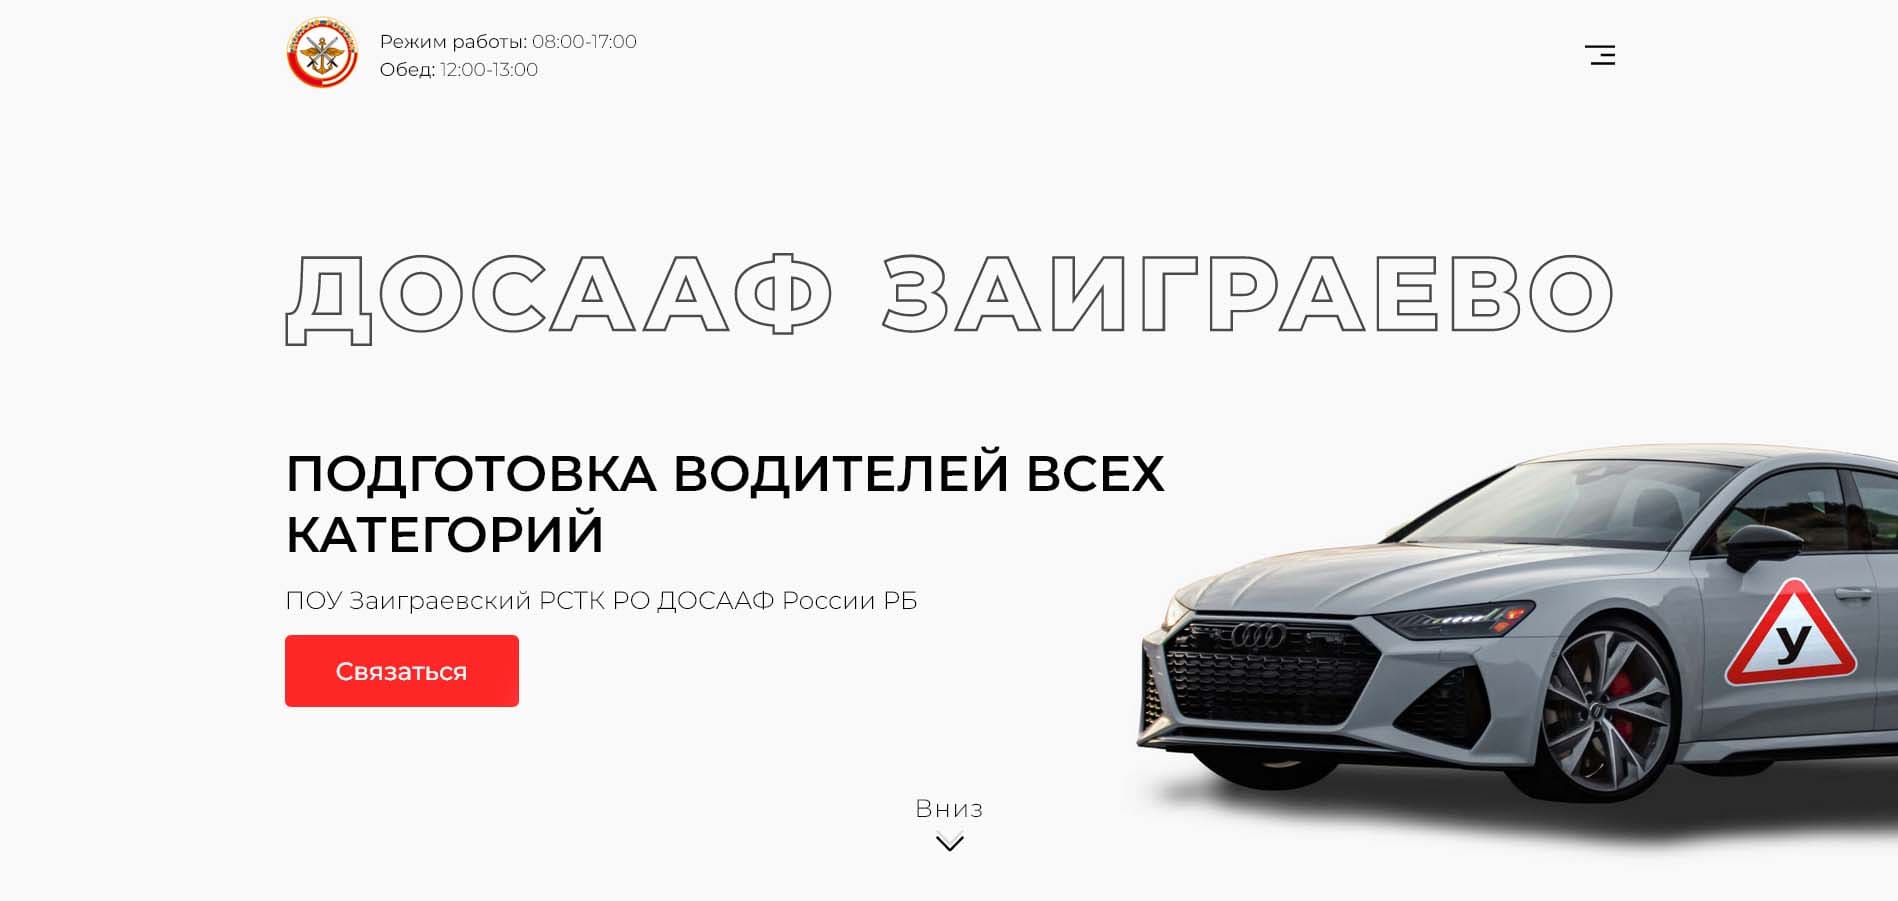 Режим работы: 08:00-17:00
Обед: 12:00-13:00
ДОСААФ ЗАИГРАЕВО
ПОДГОТОВКА ВОДИТЕЛЕЙ ВСЕХ
КАТЕГОРИЙ
ПОУ Заиграевский РСТК РО ДОСААФ России РБ
Связаться
У
Вниз